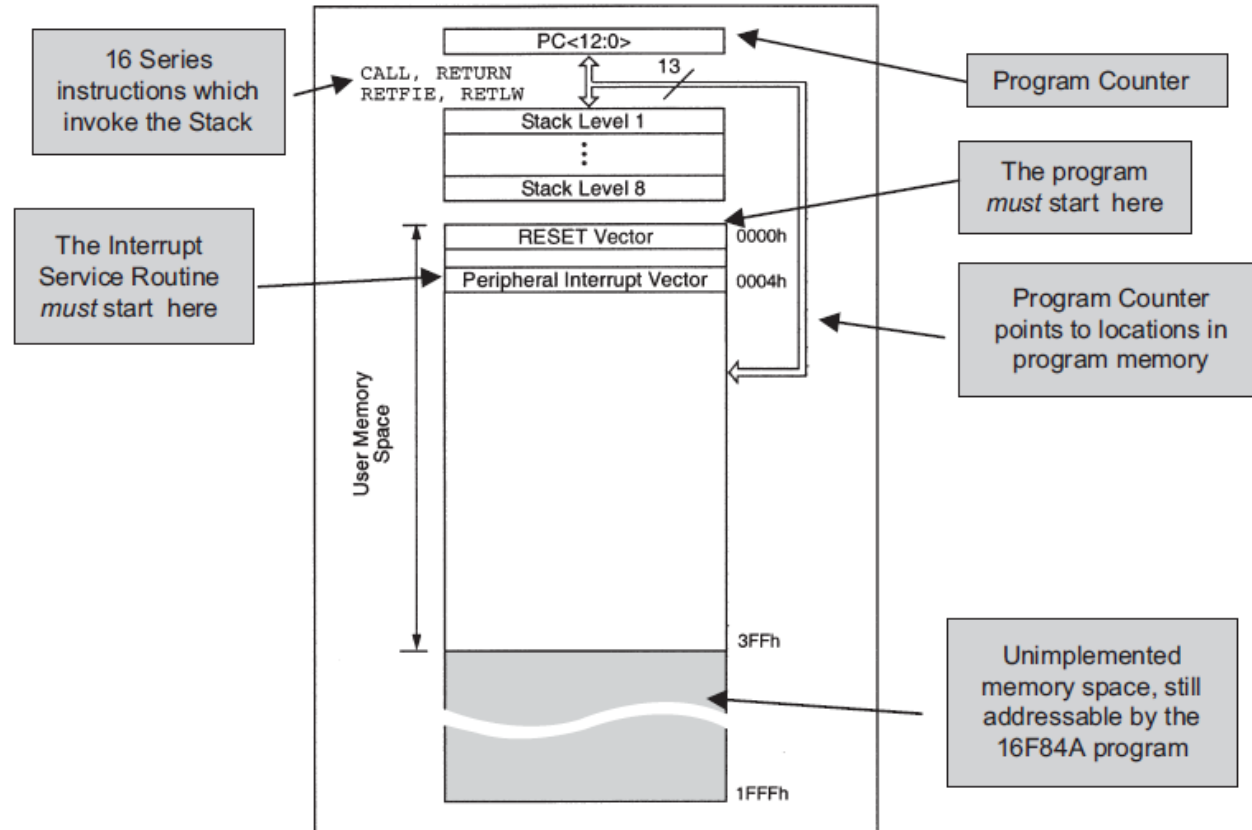 16 Series
instructions which
invoke the Stack
CALL, RETURN
RETFIE, RETLW
PC<12:0>
13
Program Counter
Stack Level 1
Stack Level 8
The program
must start here
The Interrupt
Service Routine
must start here
RESET Vector
0000h
Peripheral Interrupt Vector
0004h
Program Counter
points to locations in
program memory
User Memory
Space
3FFh
Unimplemented
memory space, still
addressable by the
16F84A program
1FFFh